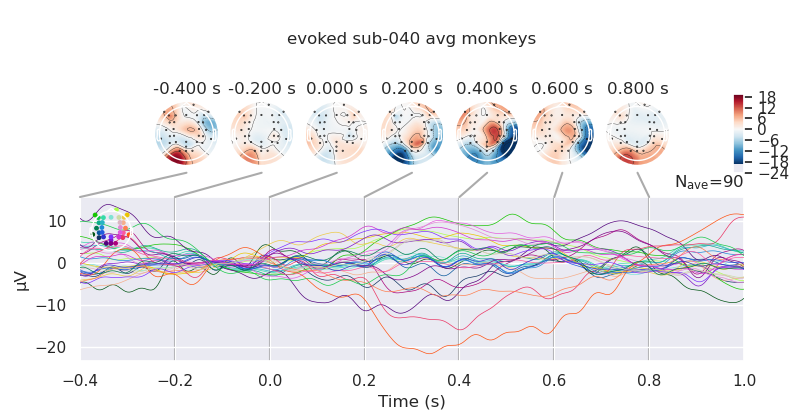 evoked sub-040 avg monkeys
-0.400 s -0.200 s 0.000 s 0.200 s 0.400 s 0.600 s 0.800 s
18
12
6
0
−6
−12
−18
−24
Nave=90
10
0
−10
−20
µV
−0.4 −0.2 0.0 0.2 0.4 0.6 0.8 1.0
Time (s)